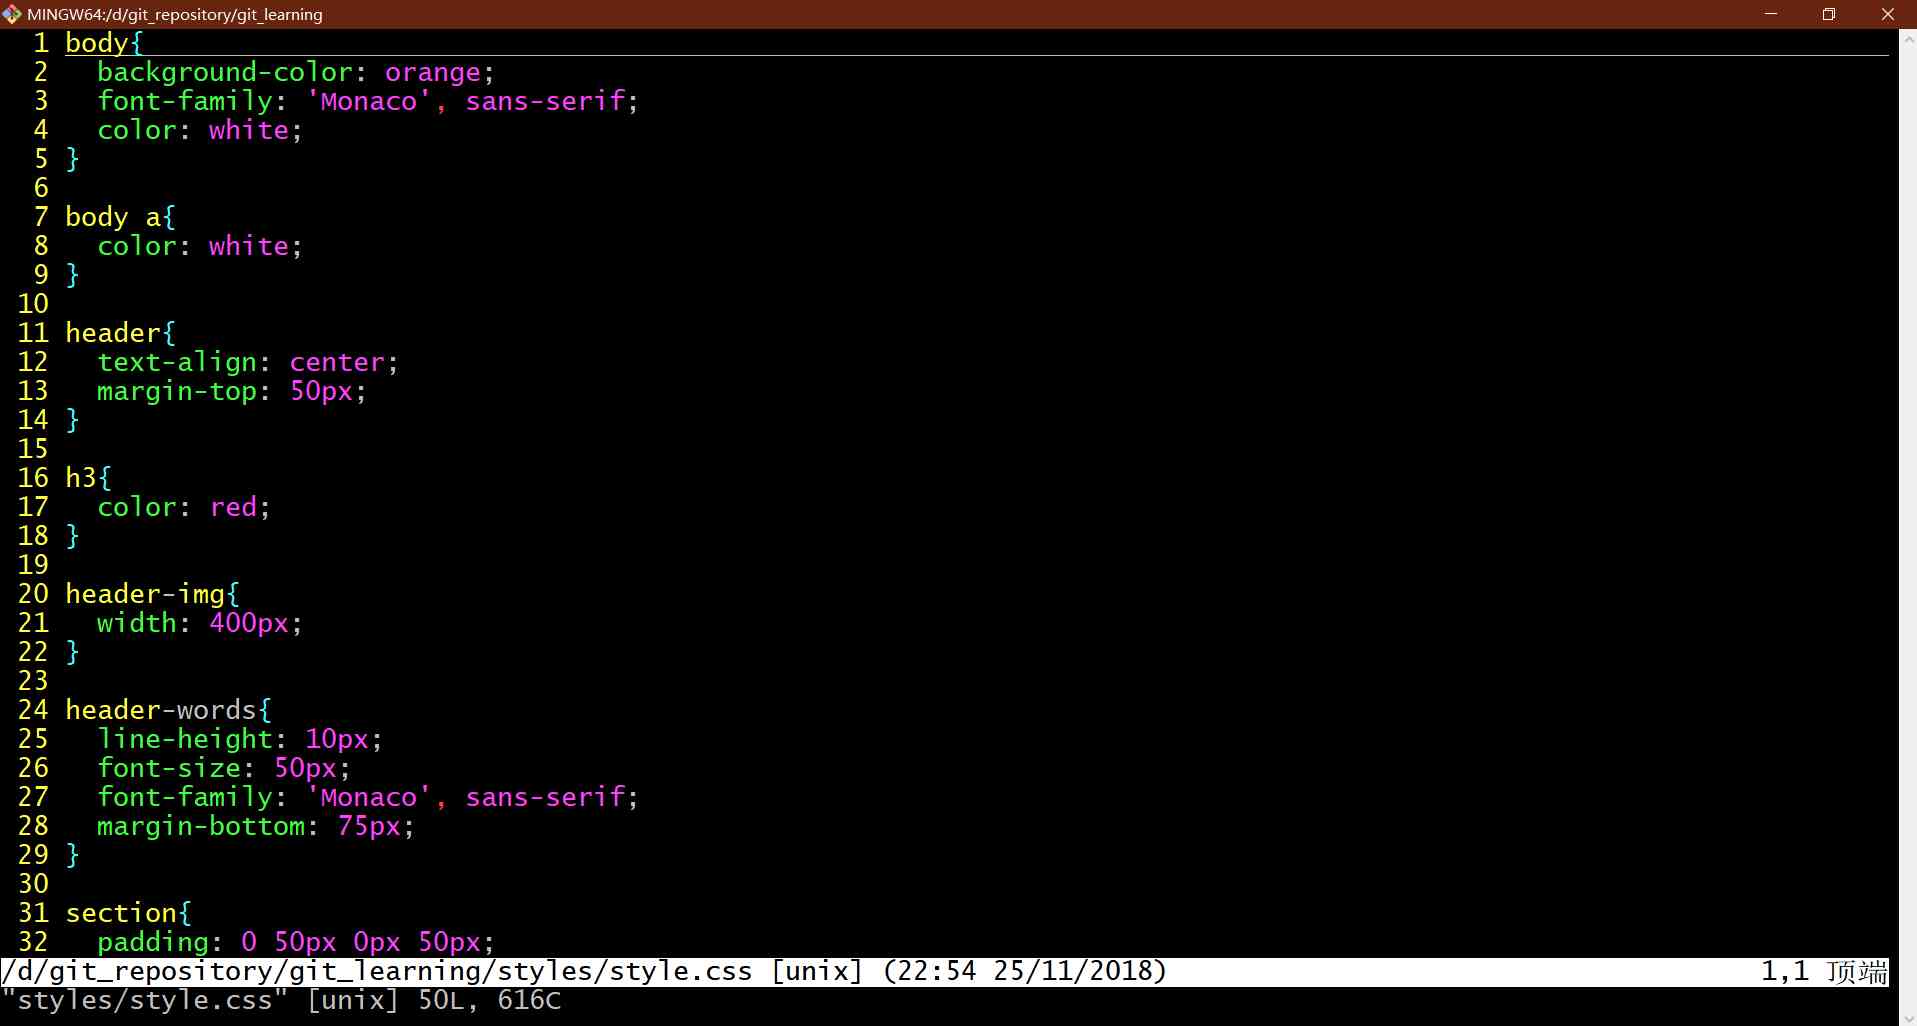 MINGW64:/d/git_repository/git_learning
1 body{
2   background-color: orange;
3   font-family: 'Monaco', sans-serif;
4   color: white;
5 }
6
7 body a{
8   color: white;
9 }
10
11 header{
12   text-align: center;
13   margin-top: 50px;
14 }
15
16 h3{
17   color: red;
18 }
19
20 header-img{
21   width: 400px;
22 }
23
24 header-words{
25   line-height: 10px;
26   font-size: 50px;
27   font-family: 'Monaco', sans-serif;
28   margin-bottom: 75px;
29 }
30
31 section{
32   padding: 0 50px 0px 50px;
/d/git_repository/git_learning/styles/style.css [unix] (22:54 25/11/2018) 1,1 顶端
"styles/style.css" [unix] 50L, 616C